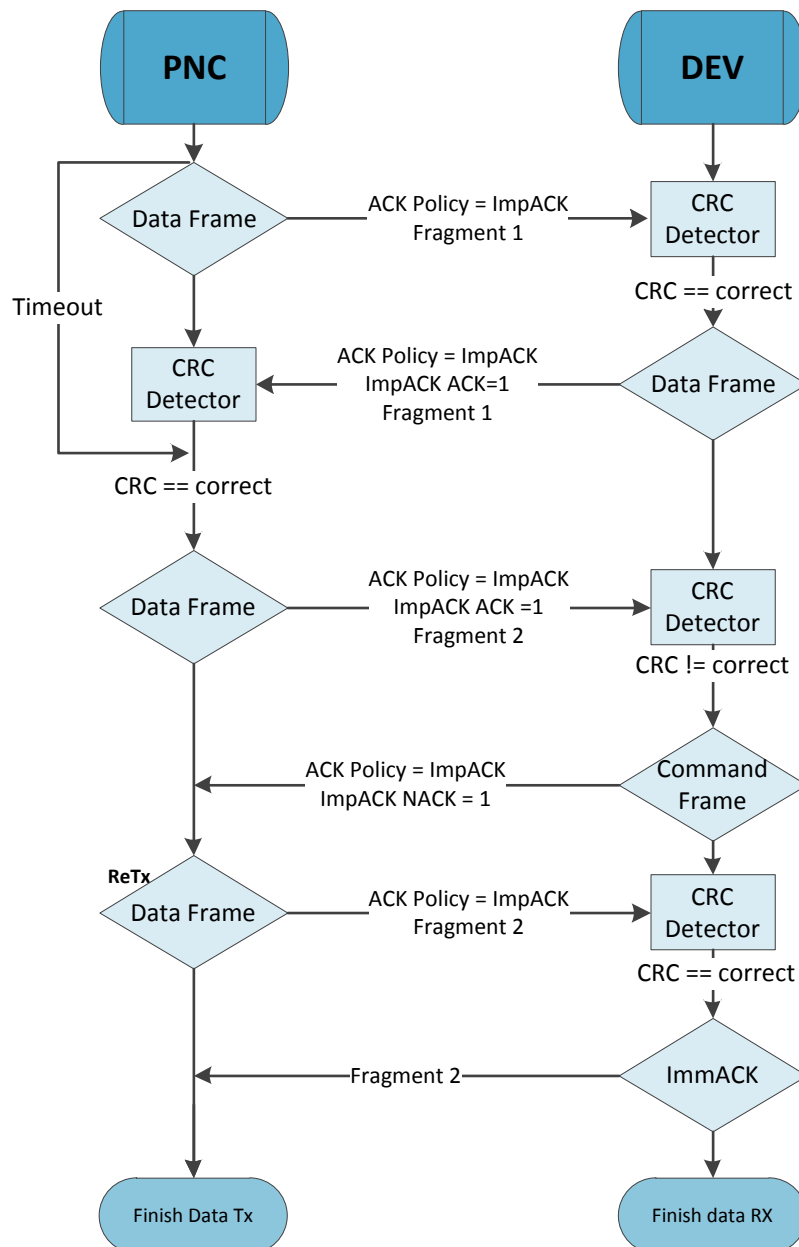 PNC
DEV
Data Frame
ACK Policy = ImpACK
Fragment 1
CRC
Detector
CRC == correct
Timeout
CRC
Detector
ACK Policy = ImpACK
ImpACK ACK=1
Fragment 1
Data Frame
CRC == correct
Data Frame
ACK Policy = ImpACK
ImpACK ACK =1
Fragment 2
CRC
Detector
CRC != correct
ACK Policy = ImpACK
ImpACK NACK = 1
Command
Frame
ReTx
Data Frame
ACK Policy = ImpACK
Fragment 2
CRC
Detector
CRC == correct
Fragment 2
ImmACK
Finish Data Tx
Finish data RX